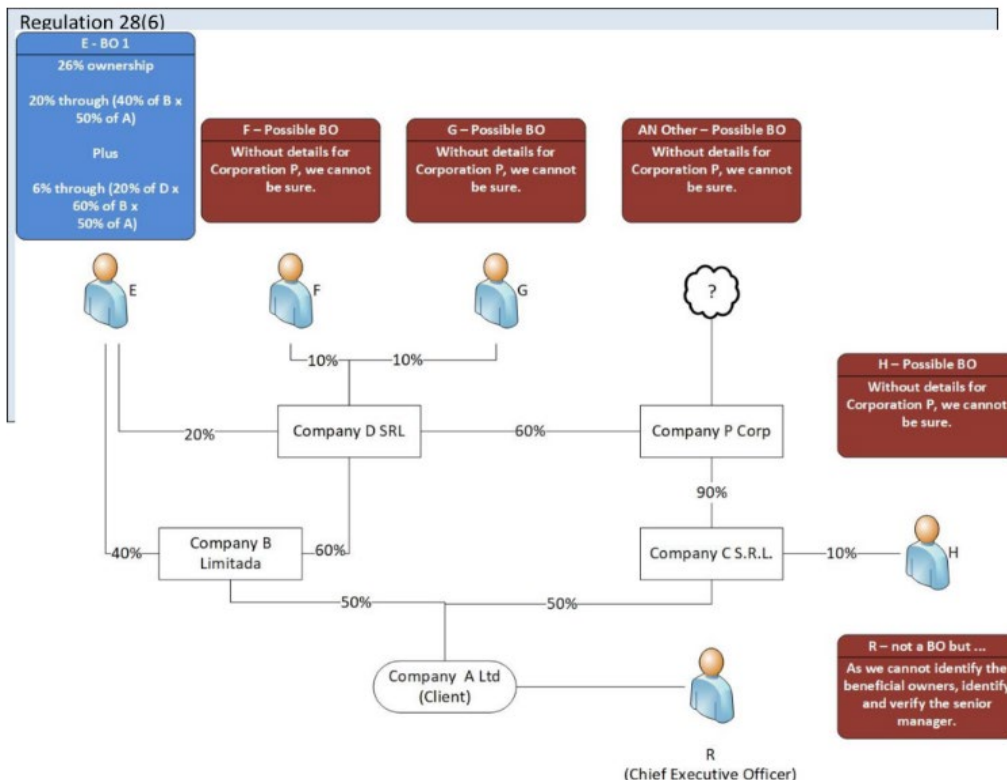 Regulation 28(6)
E - BO 1
26% ownership
20% through (40% of B x
50% of A)
Plus
6% through (20% of D x
60% of B x
50% of A)
F – Possible BO
Without details for
Corporation P, we cannot
be sure.
G – Possible BO
Without details for
Corporation P, we cannot
be sure.
AN Other – Possible BO
Without details for
Corporation P, we cannot
be sure.
E
F
G
?
10%
10%
H – Possible BO
Without details for
Corporation P, we cannot
be sure.
20%
Company D SRL
60%
Company P Corp
90%
40%
Company B
Limitada
60%
Company C S.R.L.
10%
H
50%
50%
R – not a BO but ...
As we cannot identify the
beneficial owners, identify
and verify the senior
manager.
Company A Ltd
(Client)
R
(Chief Executive Officer)